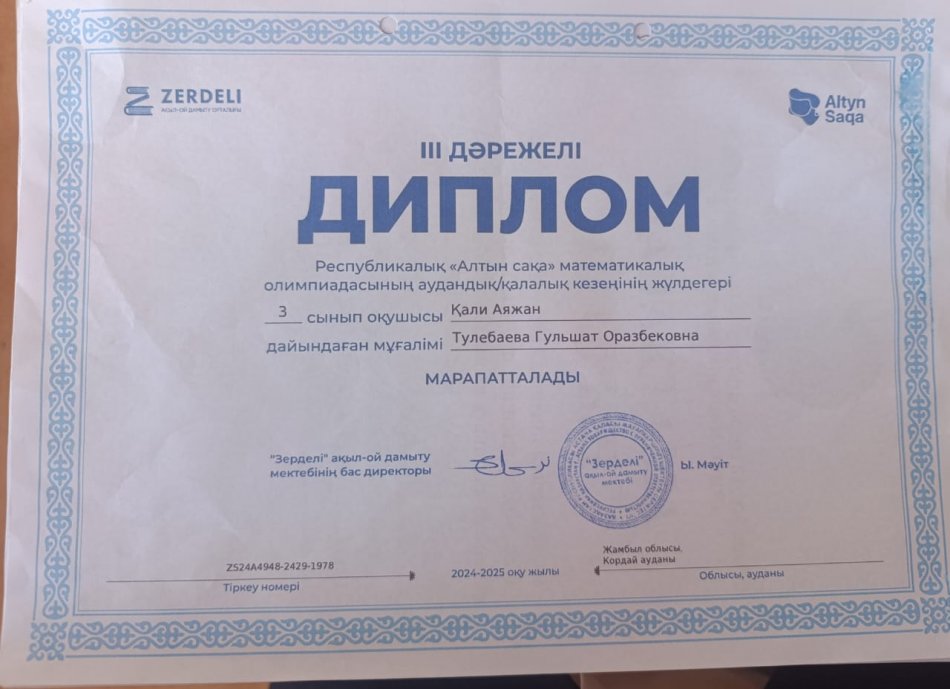 ZERDELI
АҚЫЛ-ОЙ ДАМЫТУ ОРТАЛЫҒЫ
Altyn
Saqa
III ДӘРЕЖЕЛІ
ДИПЛОМ
Республикалық «Алтын сақа» математикалық
олимпиадасының аудандық/қалалық кезеңінің жүлдегері
3 сынып оқушысы Қали Аяжан
дайындаған мұғалімі Тулебаева Гульшат Оразбековна
МАРАПАТТАЛАДЫ
"Зерделі" ақыл-ой дамыту
мектебінің бас директоры
"Зерделі"
ақыл-ой дамыту
мектебі
Ы. Мәуіт
ZS24A4948-2429-1978
Тіркеу номері
2024-2025 оқу жылы
Жамбыл облысы,
Кордай ауданы
Облысы, ауданы